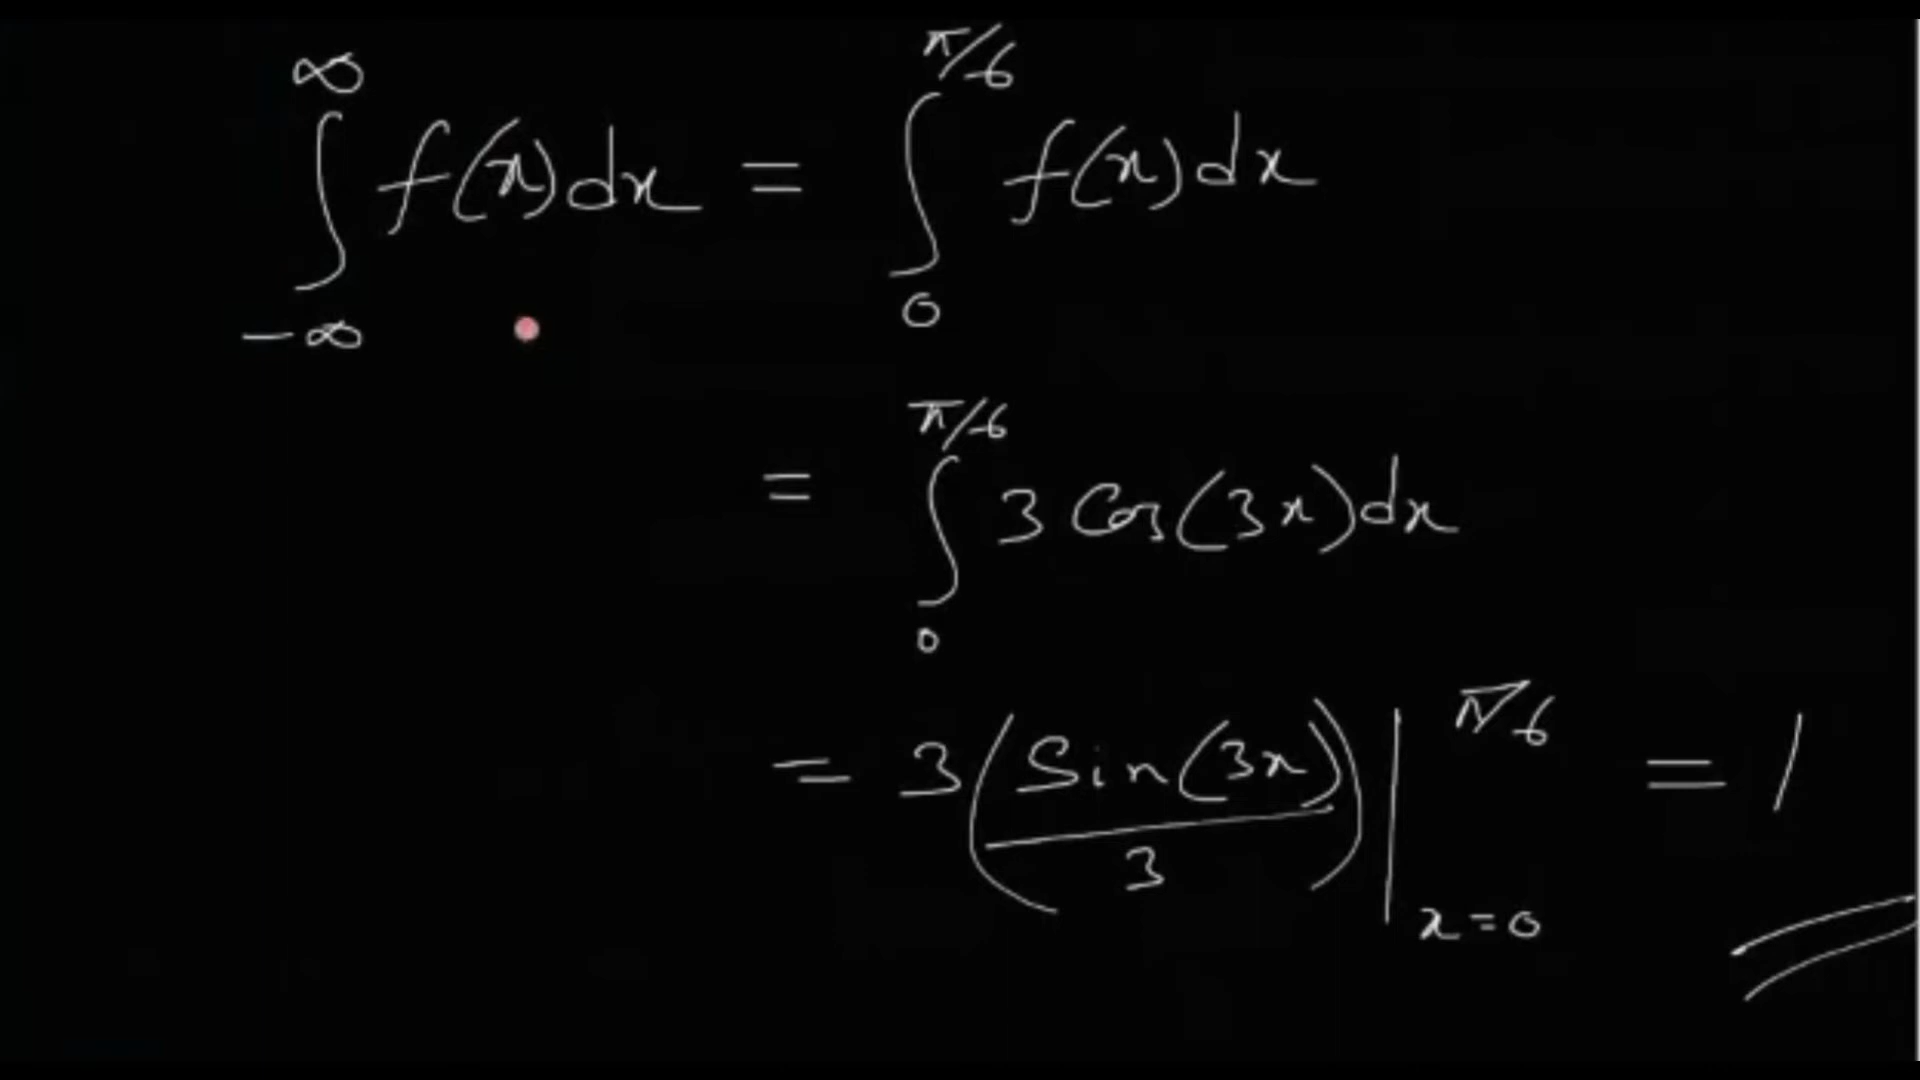 ∫_{-∞}^{∞} f(x)dx = ∫_{0}^{π/6} f(x)dx
= ∫_{0}^{π/6} 3 Cos(3x)dx
= 3(Sin(3x)/3)|_{x=0}^{π/6} = 1